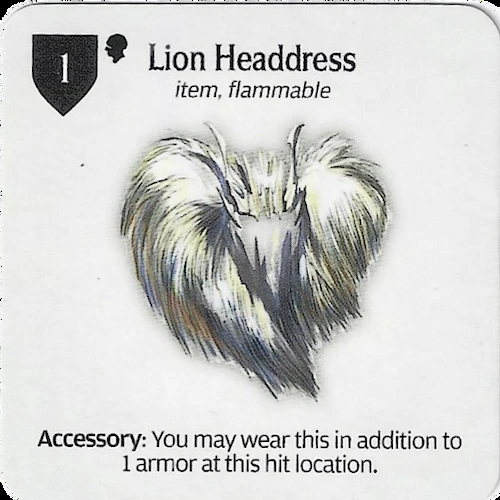 1
Lion Headdress
item, flammable
Accessory: You may wear this in addition to
1 armor at this hit location.